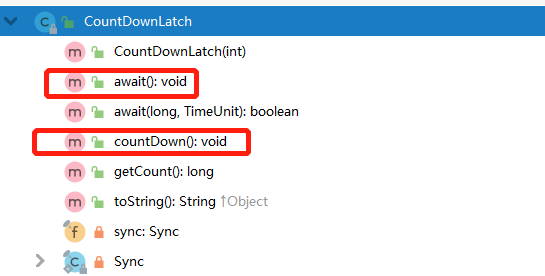 CountDownLatch
CountDownLatch(int)
await(): void
await(long, TimeUnit): boolean
countDown(): void
getCount(): long
toString(): String ↑Object
sync: Sync
Sync